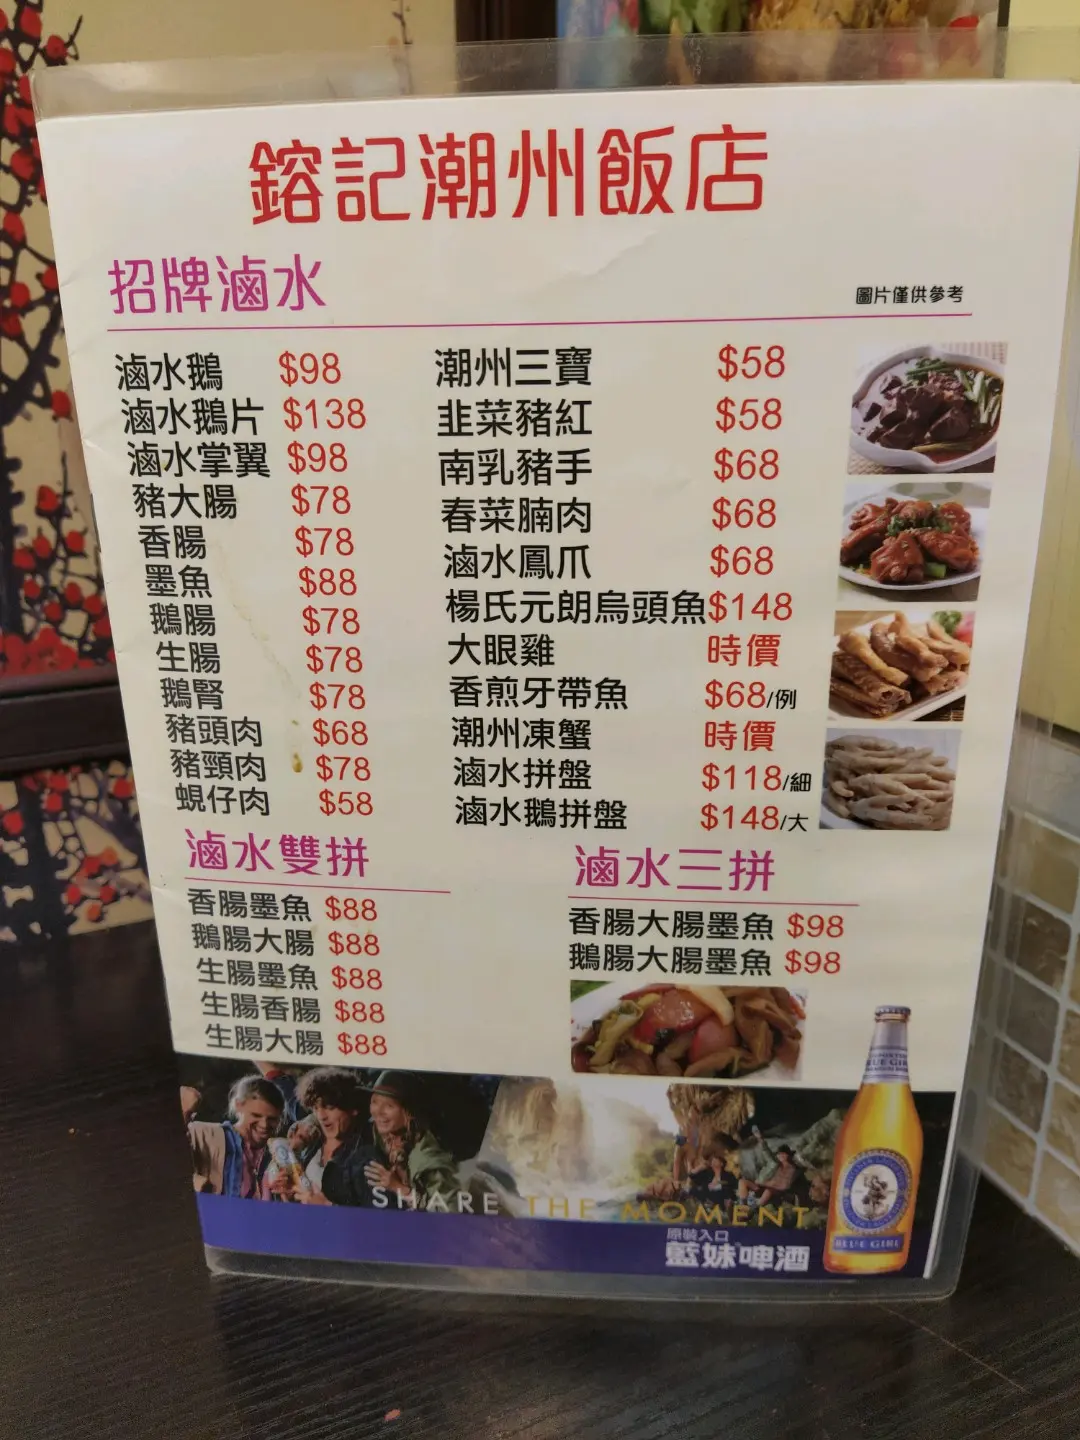 鎔記潮州飯店
招牌滷水
圖片僅供參考
滷水鵝 $98
滷水鵝片 $138
滷水掌翼 $98
豬大腸 $78
香腸 $78
墨魚 $88
鵝腸 $78
生腸 $78
鵝腎 $78
豬頭肉 $68
豬頸肉 $78
蜆仔肉 $58
潮州三寶 $58
韭菜豬紅 $58
南乳豬手 $68
春菜腩肉 $68
滷水鳳爪 $68
楊氏元朗烏頭魚 $148
大眼雞 時價
香煎牙帶魚 $68/例
潮州凍蟹 時價
滷水拼盤 $118/細
滷水鵝拼盤 $148/大
滷水雙拼
香腸墨魚 $88
鵝腸大腸 $88
生腸墨魚 $88
生腸香腸 $88
生腸大腸 $88
滷水三拼
香腸大腸墨魚 $98
鵝腸大腸墨魚 $98
SHARE THE MOMENT
原裝入口
藍妹啤酒
BLUE GIRL